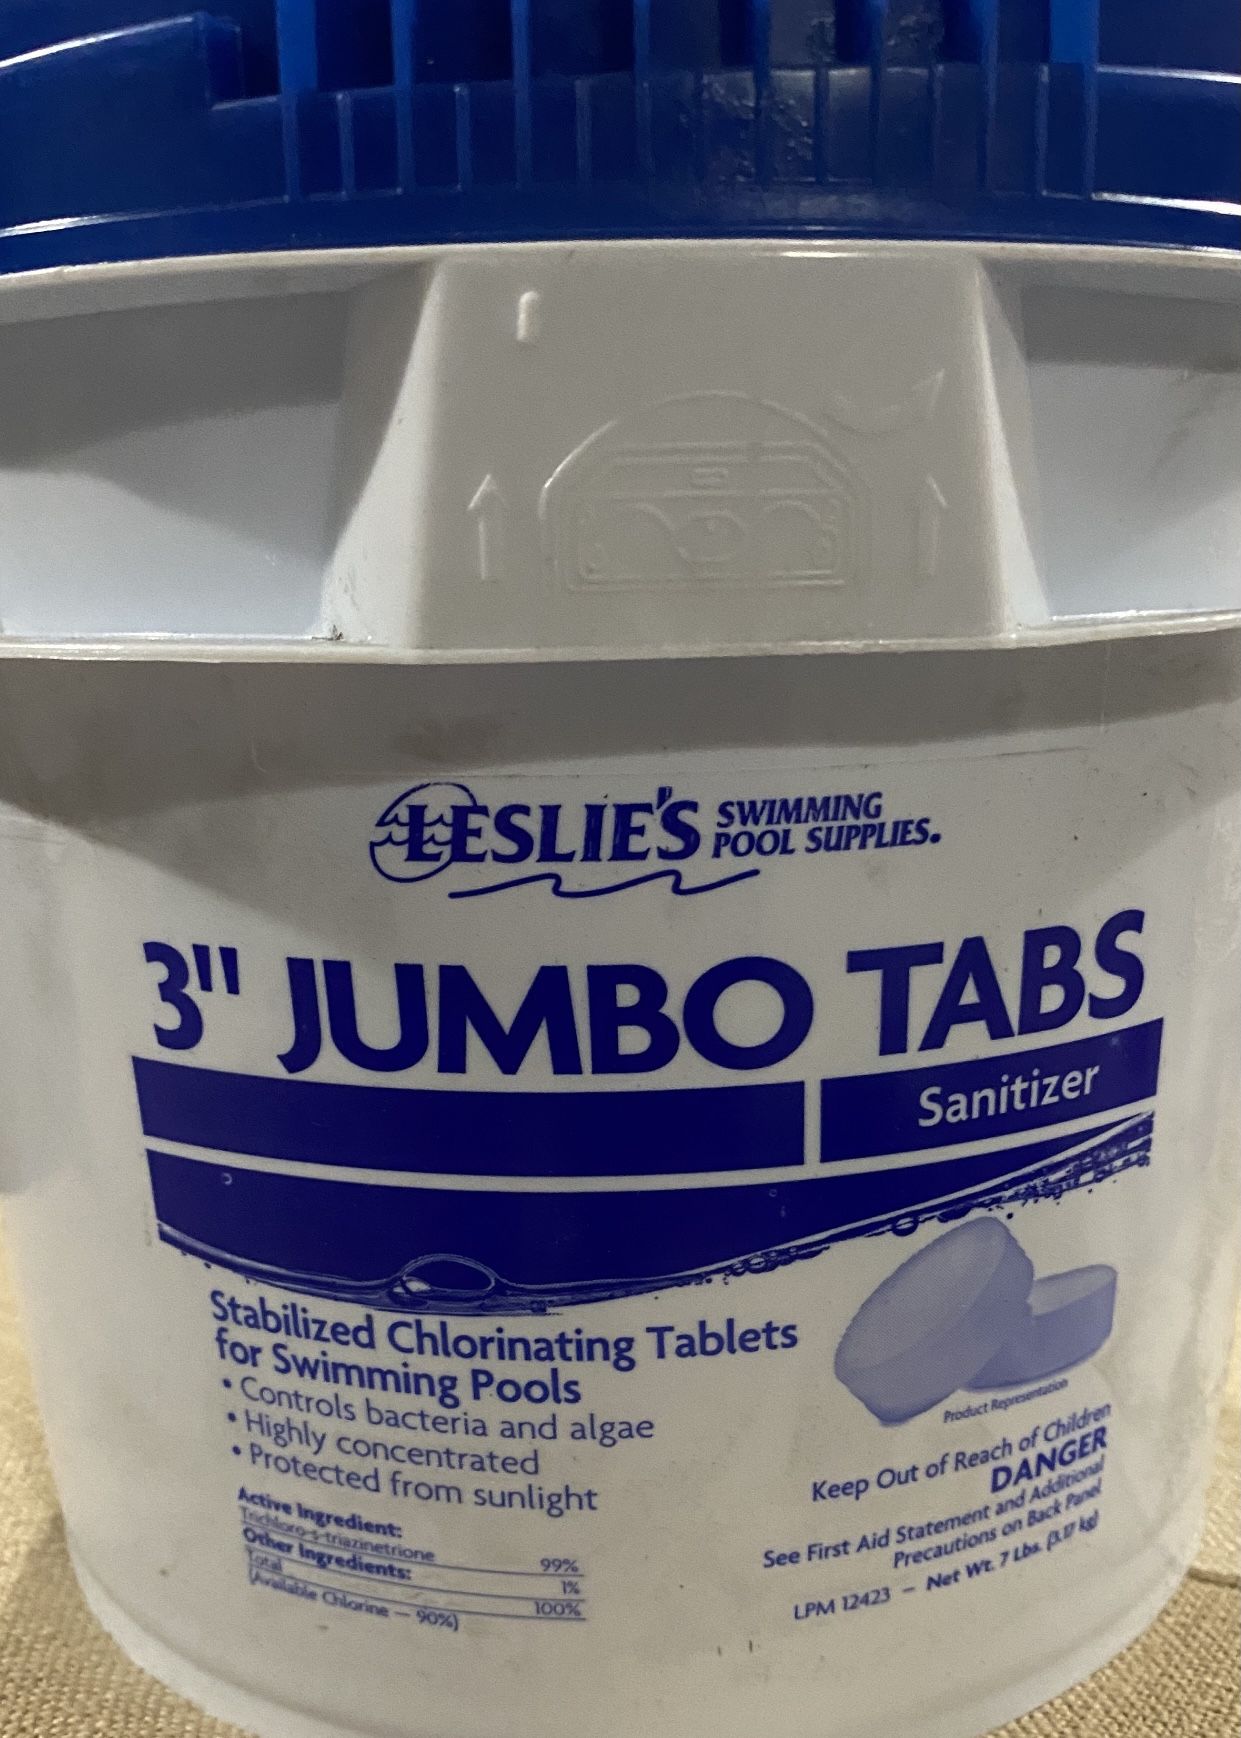 LESLIE'S SWIMMING
POOL SUPPLIES.
3" JUMBO TABS
Sanitizer
Stabilized Chlorinating Tablets
for Swimming Pools
• Controls bacteria and algae
• Highly concentrated
• Protected from sunlight
Active Ingredient:
Trichloro-s-triazinetrione 99%
Other Ingredients: 1%
Total 100%
(Available Chlorine — 90%)
Product Representation
Keep Out of Reach of Children
DANGER
See First Aid Statement and Additional
Precautions on Back Panel
LPM 12423 — Net Wt. 7 Lbs. (3.17 kg)